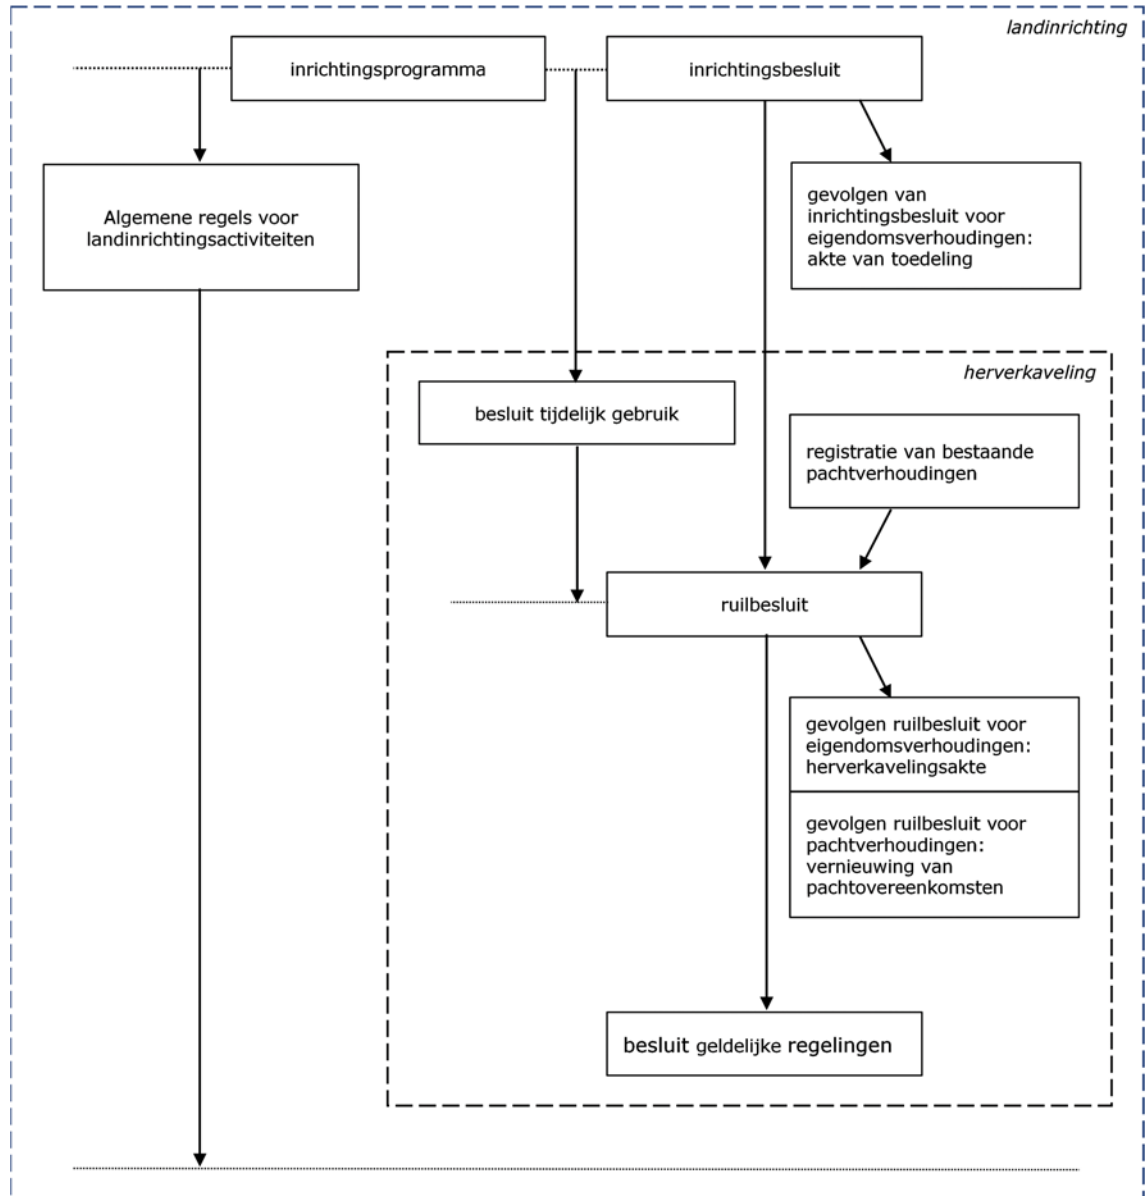 landinrichting
inrichtingsprogramma
inrichtingsbesluit
Algemene regels voor
landinrichtingsactiviteiten
gevolgen van
inrichtingsbesluit voor
eigendomsverhoudingen:
akte van toedeling
herverkaveling
besluit tijdelijk gebruik
registratie van bestaande
pachtverhoudingen
ruilbesluit
gevolgen ruilbesluit voor
eigendomsverhoudingen:
herverkavelingsakte
gevolgen ruilbesluit voor
pachtverhoudingen:
vernieuwing van
pachtovereenkomsten
besluit geldelijke regelingen